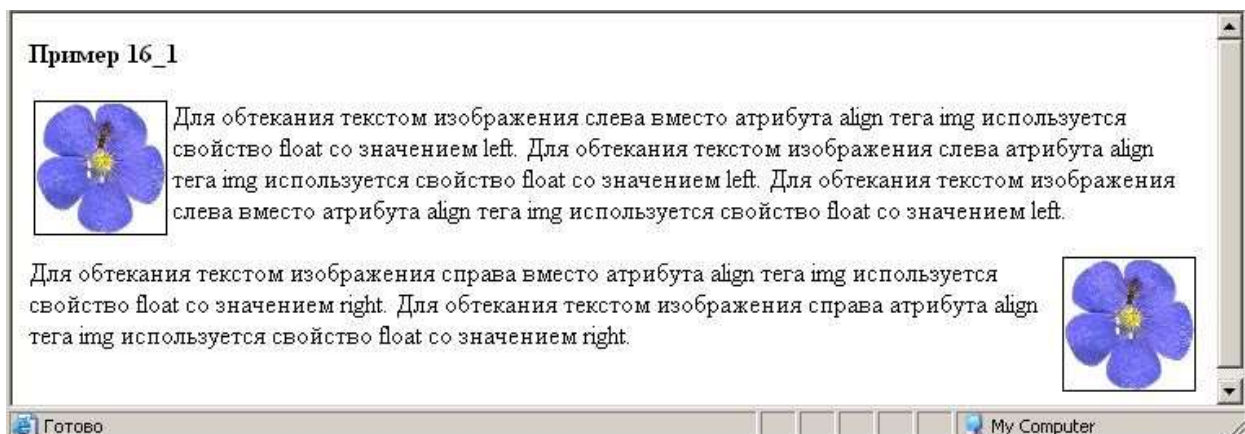 Пример 16_1
Для обтекания текстом изображения слева вместо атрибута align тега img используется
свойство float со значением left. Для обтекания текстом изображения слева атрибута align
тега img используется свойство float со значением left. Для обтекания текстом изображения
слева вместо атрибута align тега img используется свойство float со значением left.
Для обтекания текстом изображения справа вместо атрибута align тега img используется
свойство float со значением right. Для обтекания текстом изображения справа атрибута align
тега img используется свойство float со значением right.
Готово
My Computer